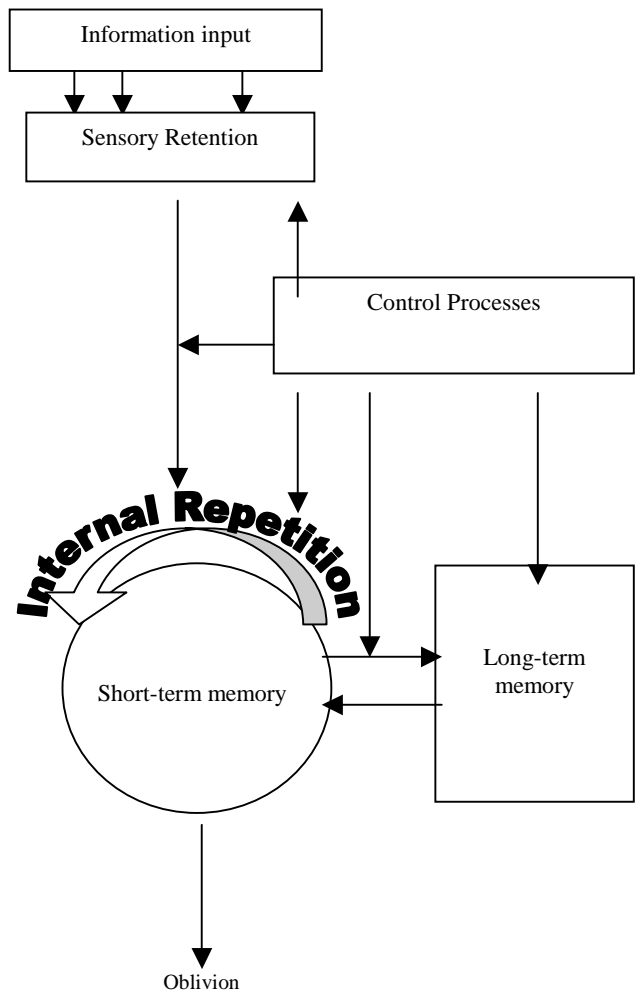 Information input
Sensory Retention
Control Processes
Internal Repetition
Short-term memory
Long-term
memory
Oblivion